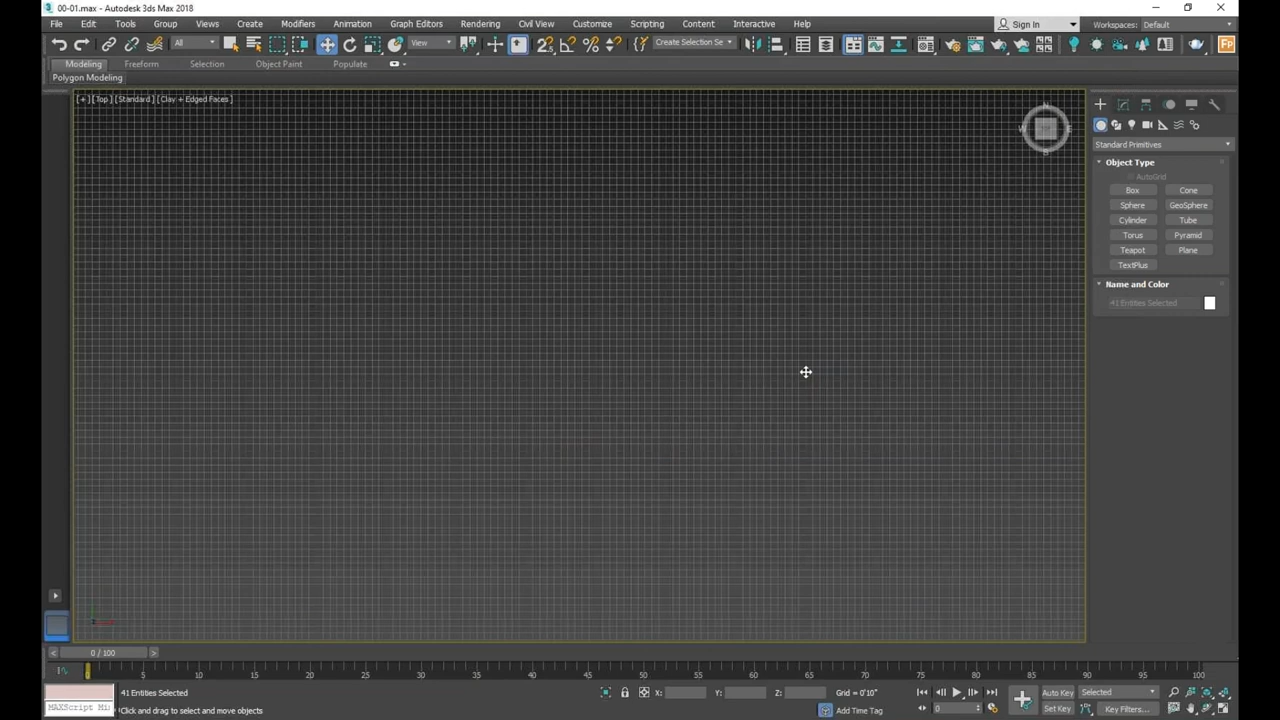 00-01.max - Autodesk 3ds Max 2018
File Edit Tools Group Views Create Modifiers Animation Graph Editors Rendering Civil View Customize Scripting Content Interactive Help Sign In Workspaces: Default
All View Create Selection Se Fp
Modeling Freeform Selection Object Paint Populate
Polygon Modeling
[+] [Top] [Standard] [Clay + Edged Faces]
N
W E
S
Standard Primitives
Object Type
AutoGrid
Box Cone
Sphere GeoSphere
Cylinder Tube
Torus Pyramid
Teapot Plane
TextPlus
Name and Color
41 Entities Selected
< 0 / 100 >
0 5 10 15 20 25 30 35 40 45 50 55 60 65 70 75 80 85 90 95 100
41 Entities Selected X: Y: Z: Grid = 0'10" Auto Key Selected
MAXScript Mi: Click and drag to select and move objects Add Time Tag 0 Set Key Key Filters...